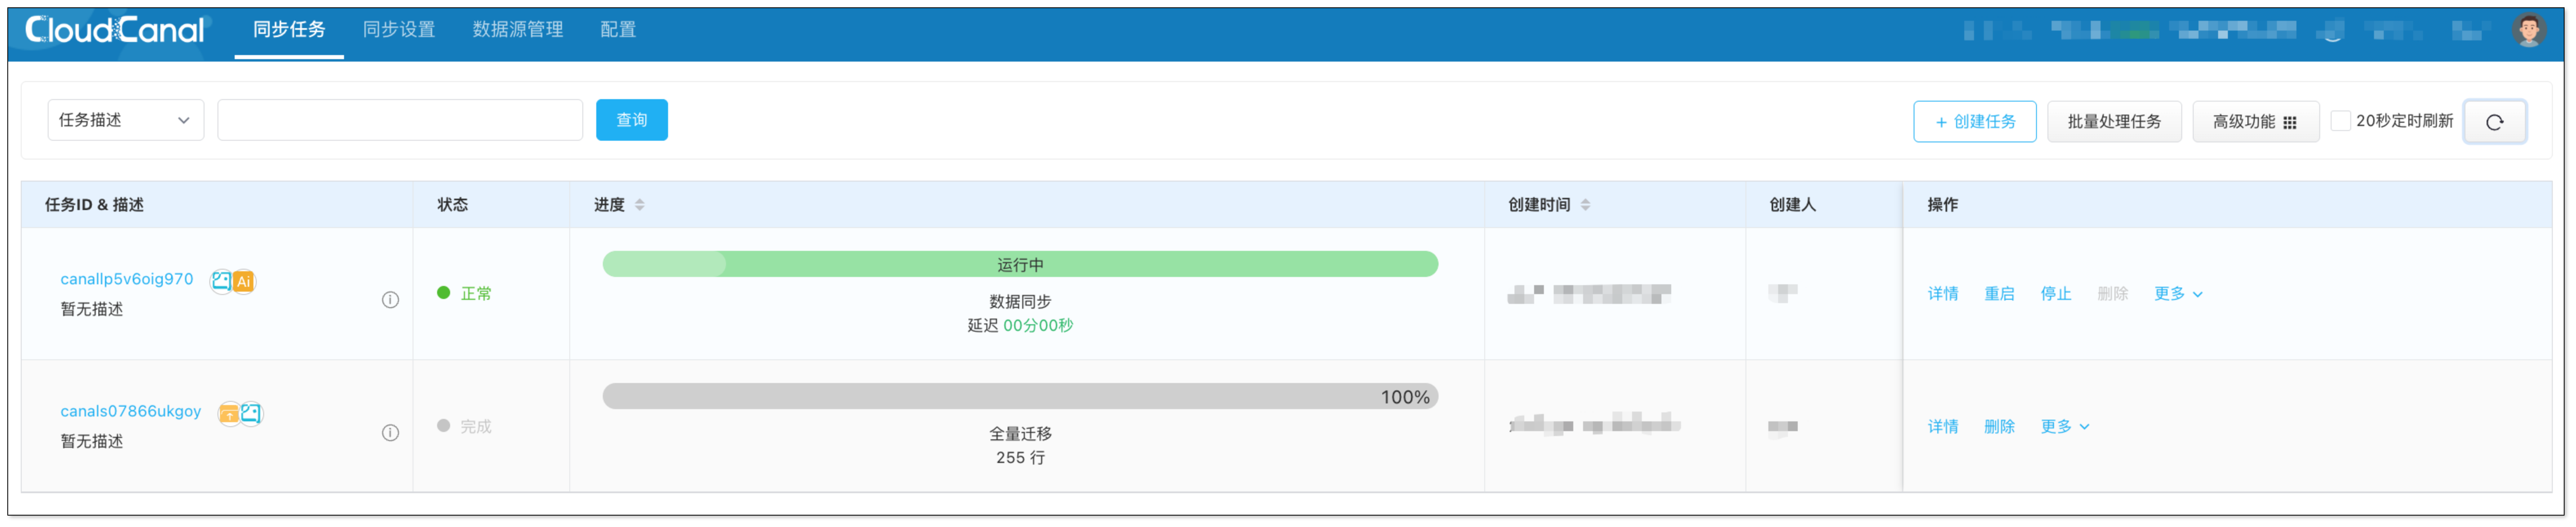 CloudCanal 同步任务 同步设置 数据源管理 配置
任务描述 查询 + 创建任务 批量处理任务 高级功能 20秒定时刷新
任务ID & 描述 状态 进度 创建时间 创建人 操作
canallp5v6oig970 Ai
暂无描述
正常
运行中
数据同步
延迟 00分00秒
详情 重启 停止 删除 更多
canals07866ukgoy
暂无描述
完成
100%
全量迁移
255 行
详情 删除 更多